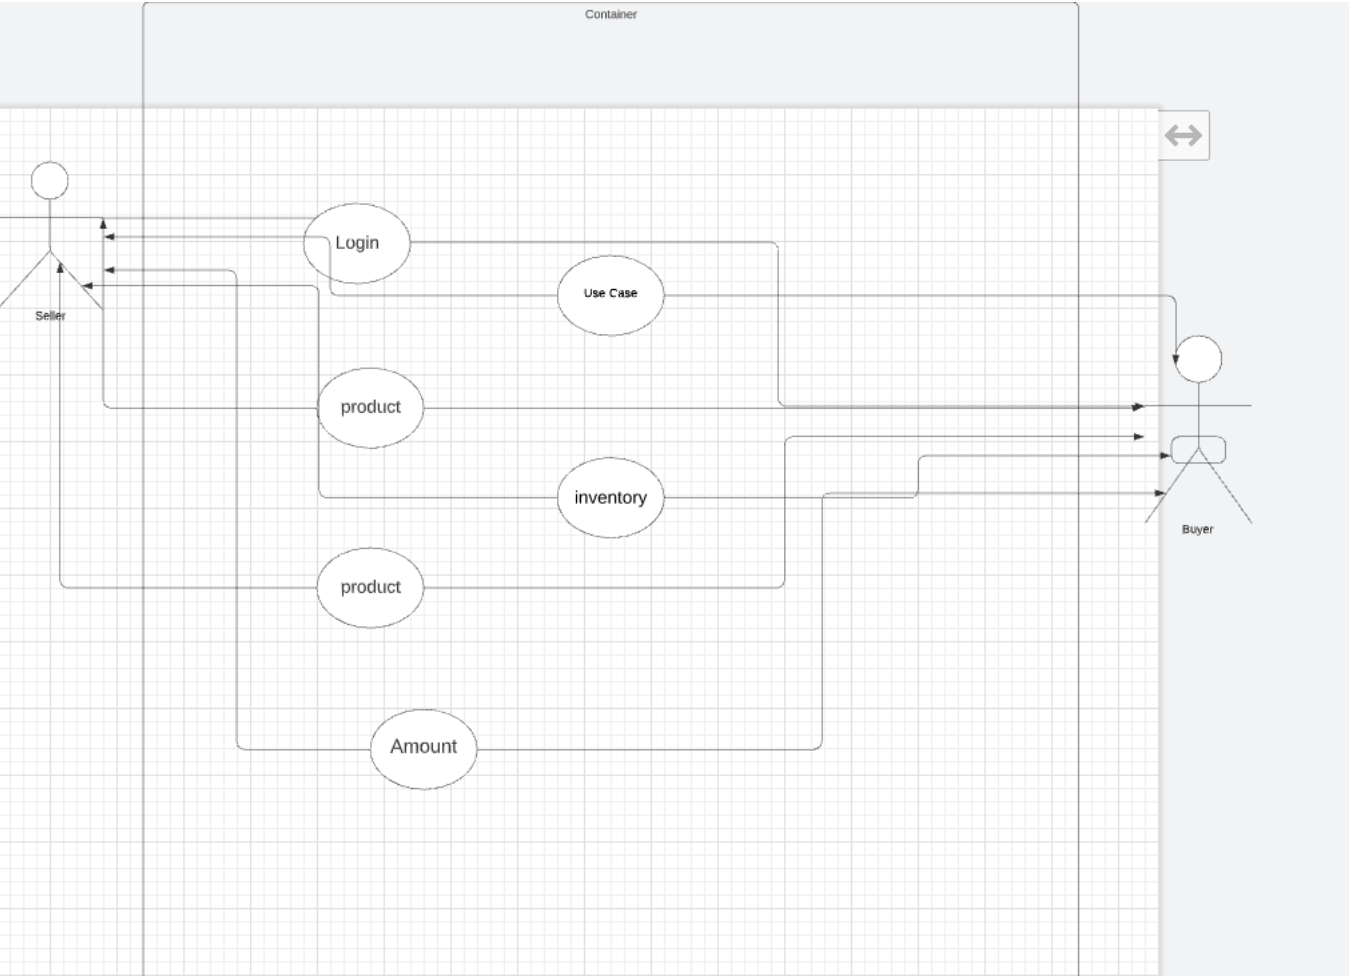 Container
Login
Use Case
Seller
product
inventory
Buyer
product
Amount